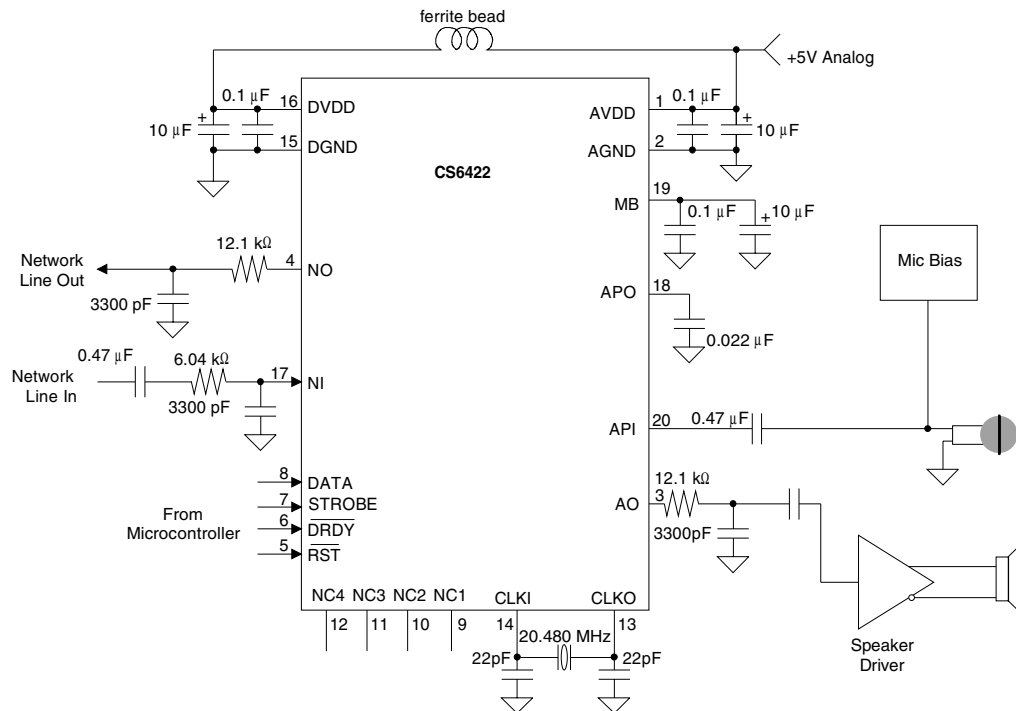 ferrite bead
+5V Analog
0.1 µF
16
DVDD
+
10 µF
15
DGND
1
AVDD
0.1 µF
+
10 µF
2
AGND
CS6422
19
MB
0.1 µF
+
10 µF
12.1 kΩ
4
NO
Network
Line Out
3300 pF
18
APO
0.022 µF
Mic Bias
0.47 µF
6.04 kΩ
17
NI
Network
Line In
3300 pF
20
API
0.47 µF
8
DATA
7
STROBE
6
DRDY
5
RST
From
Microcontroller
12.1 kΩ
3
AO
3300pF
NC4
NC3
NC2
NC1
CLKI
CLKO
12
11
10
9
14
13
20.480 MHz
22pF
22pF
Speaker
Driver